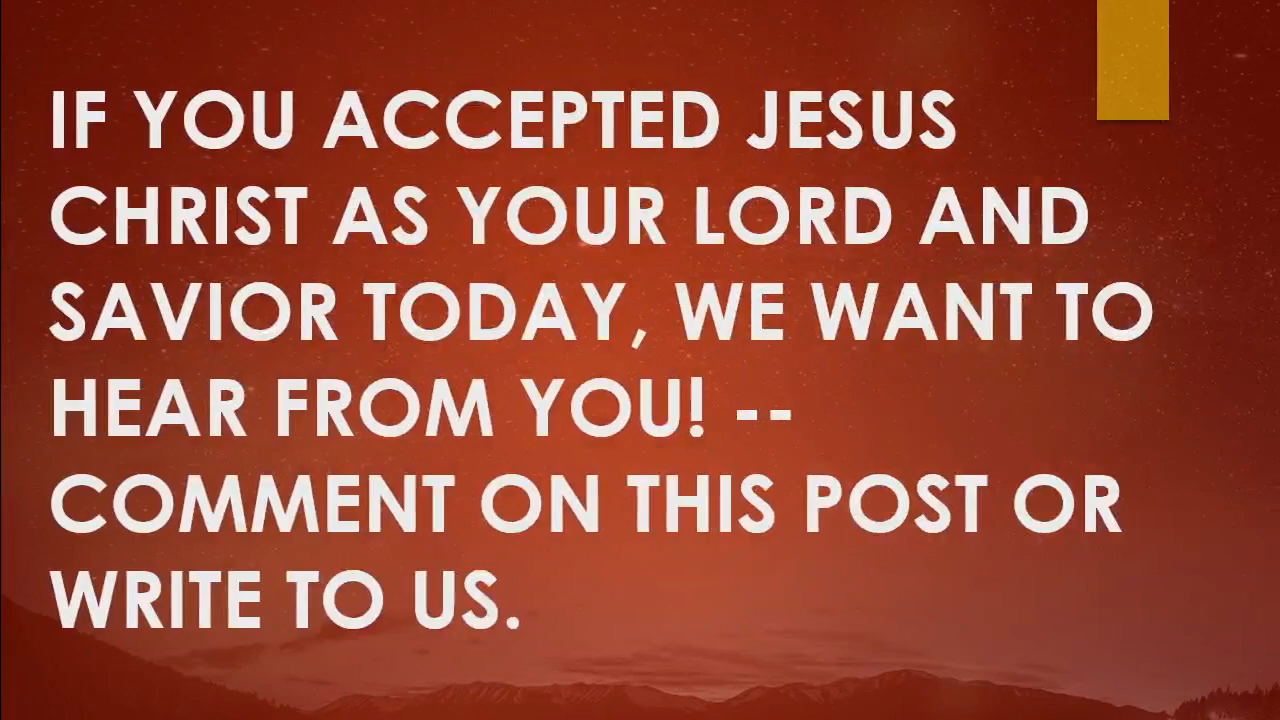 IF YOU ACCEPTED JESUS
CHRIST AS YOUR LORD AND
SAVIOR TODAY, WE WANT TO
HEAR FROM YOU! --
COMMENT ON THIS POST OR
WRITE TO US.